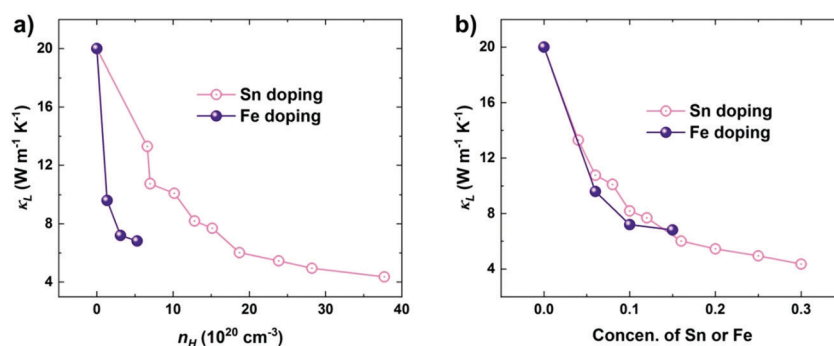 a)
20
16
12
8
4
κL (W m⁻¹ K⁻¹)
Sn doping
Fe doping
0 10 20 30 40
nH (10²⁰ cm⁻³)
b)
20
16
12
8
4
κL (W m⁻¹ K⁻¹)
Sn doping
Fe doping
0.0 0.1 0.2 0.3
Concen. of Sn or Fe